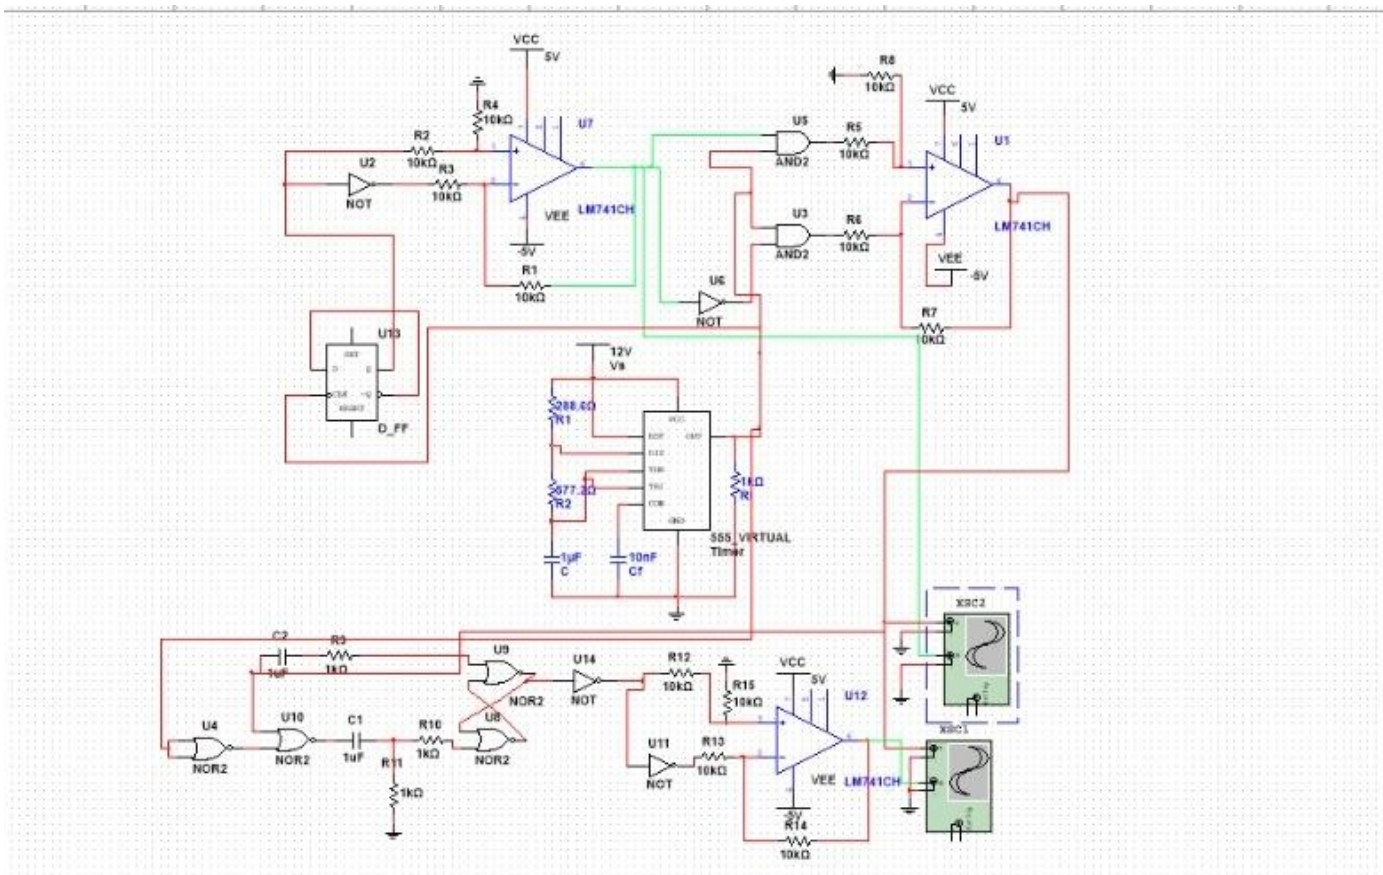 VCC
5V
R4
10kΩ
U7
R2
10kΩ
U2
NOT
R3
10kΩ
LM741CH
VEE
-5V
R1
10kΩ
R8
10kΩ
VCC
5V
U1
U5
AND2
R5
10kΩ
U3
AND2
R6
10kΩ
LM741CH
VEE
-5V
U6
NOT
R7
10kΩ
U13
D_FF
12V
Vs
288.6Ω
R1
577.2Ω
R2
1kΩ
R
555_VIRTUAL
Timer
1µF
C
10nF
Cf
XSC2
C2
1uF
1kΩ
U9
NOR2
U14
NOT
R12
10kΩ
R15
10kΩ
VCC
5V
U12
XSC1
U4
NOR2
U10
NOR2
C1
1uF
R10
1kΩ
U8
NOR2
R11
1kΩ
U11
NOT
R13
10kΩ
VEE
LM741CH
-5V
R14
10kΩ